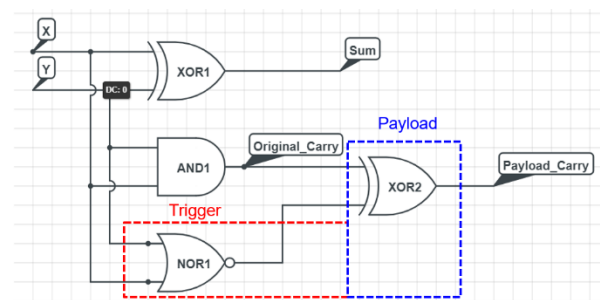 X
Y
DC: 0
XOR1
Sum
Payload
AND1
Original_Carry
XOR2
Payload_Carry
Trigger
NOR1